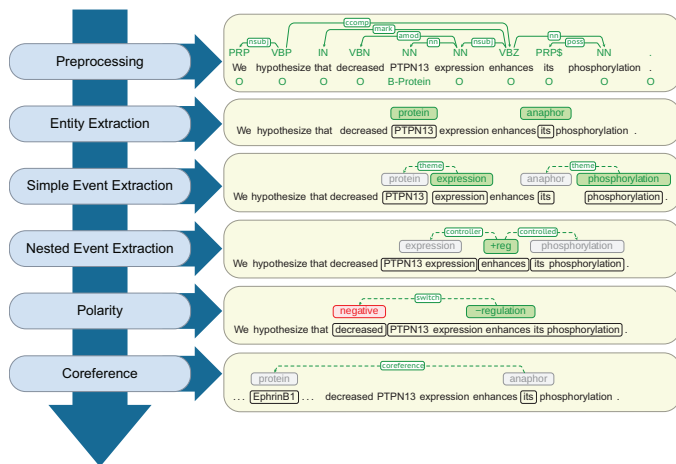 ccomp
mark
amod
nsubj nn nsubj nn poss
PRP VBP IN VBN NN NN VBZ PRP$ NN .
Preprocessing
We hypothesize that decreased PTPN13 expression enhances its phosphorylation .
O O O O B-Protein O O O O O
protein anaphor
Entity Extraction
We hypothesize that decreased PTPN13 expression enhances its phosphorylation .
theme theme
protein expression anaphor phosphorylation
Simple Event Extraction
We hypothesize that decreased PTPN13 expression enhances its phosphorylation .
controller controlled
expression +reg phosphorylation
Nested Event Extraction
We hypothesize that decreased PTPN13 expression enhances its phosphorylation .
switch
negative −regulation
Polarity
We hypothesize that decreased PTPN13 expression enhances its phosphorylation .
coreference
protein anaphor
Coreference
... EphrinB1 ... decreased PTPN13 expression enhances its phosphorylation .